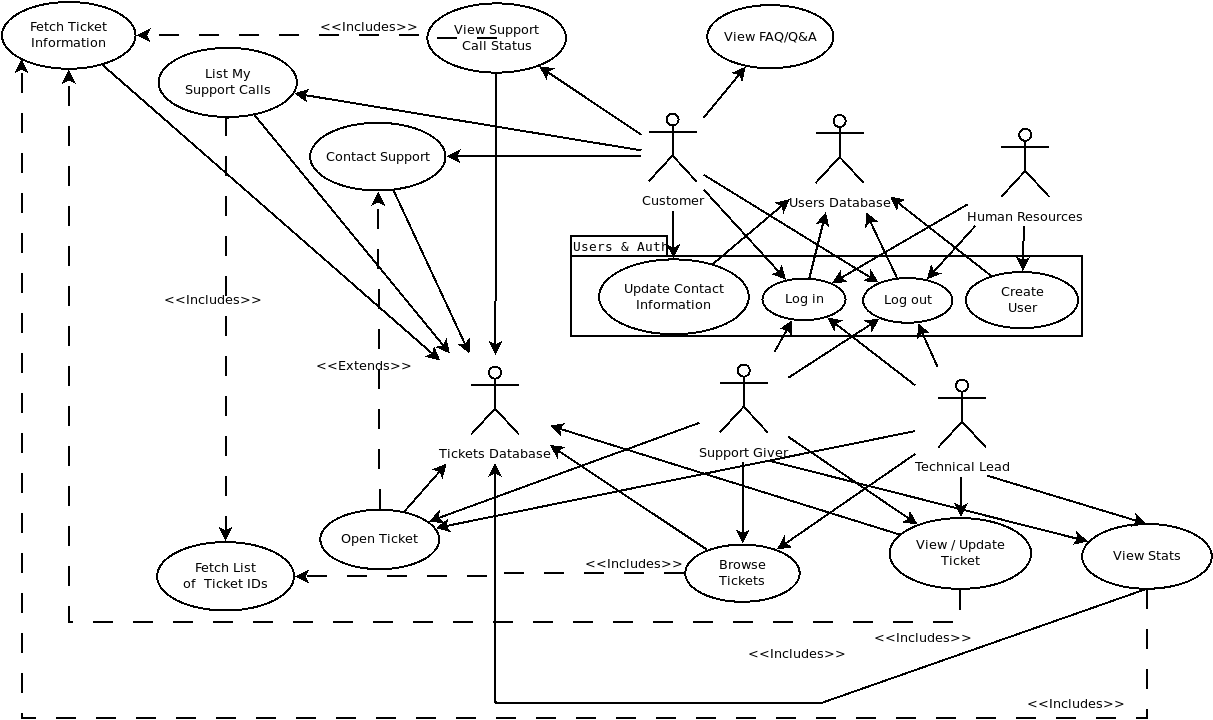 Fetch Ticket
Information
<<Includes>>
View Support
Call Status
View FAQ/Q&A
List My
Support Calls
Contact Support
Customer
Users Database
Human Resources
Users & Auth
Update Contact
Information
Log in
Log out
Create
User
<<Includes>>
<<Extends>>
Tickets Database
Support Giver
Technical Lead
Open Ticket
View / Update
Ticket
View Stats
Fetch List
of Ticket IDs
<<Includes>>
Browse
Tickets
<<Includes>>
<<Includes>>
<<Includes>>